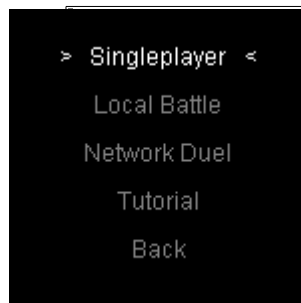 > Singleplayer <
Local Battle
Network Duel
Tutorial
Back